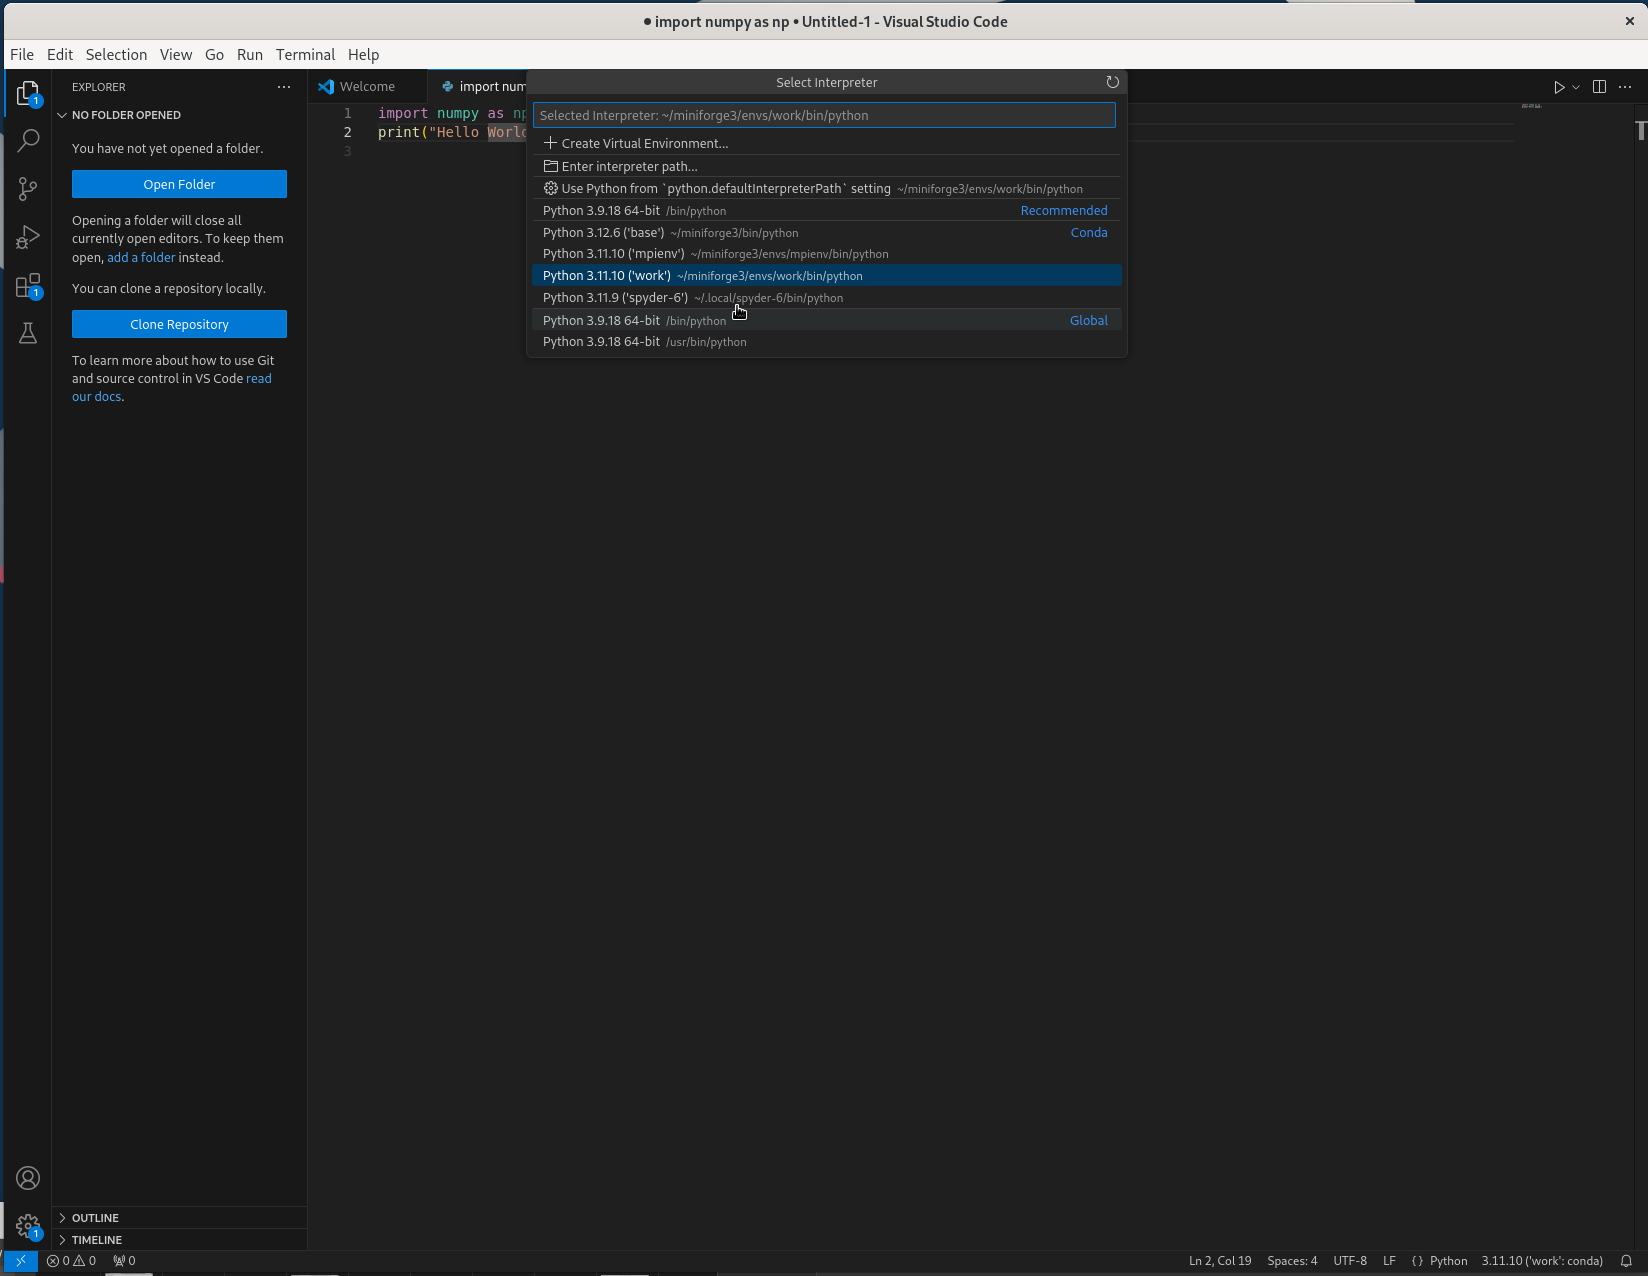 ● import numpy as np • Untitled-1 - Visual Studio Code
File Edit Selection View Go Run Terminal Help
EXPLORER
NO FOLDER OPENED
You have not yet opened a folder.
Open Folder
Opening a folder will close all
currently open editors. To keep them
open, add a folder instead.
You can clone a repository locally.
Clone Repository
To learn more about how to use Git
and source control in VS Code read
our docs.
OUTLINE
TIMELINE
1
1
1
Welcome
import num
1 import numpy as np
2 print("Hello World
3
Select Interpreter
Selected Interpreter: ~/miniforge3/envs/work/bin/python
Create Virtual Environment...
Enter interpreter path...
Use Python from `python.defaultInterpreterPath` setting ~/miniforge3/envs/work/bin/python
Python 3.9.18 64-bit /bin/python Recommended
Python 3.12.6 ('base') ~/miniforge3/bin/python Conda
Python 3.11.10 ('mpienv') ~/miniforge3/envs/mpienv/bin/python
Python 3.11.10 ('work') ~/miniforge3/envs/work/bin/python
Python 3.11.9 ('spyder-6') ~/.local/spyder-6/bin/python
Python 3.9.18 64-bit /bin/python Global
Python 3.9.18 64-bit /usr/bin/python
0 0 0
Ln 2, Col 19 Spaces: 4 UTF-8 LF {} Python 3.11.10 ('work': conda)